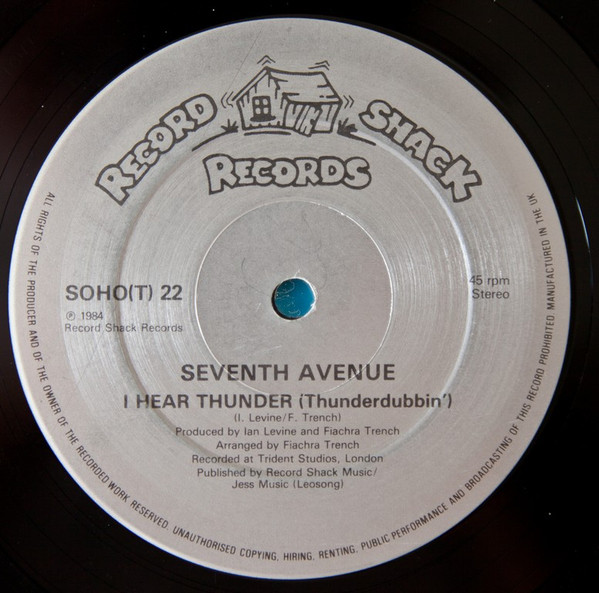 RECORD SHACK
RECORDS
SOHO(T) 22
℗ 1984
Record Shack Records
45 rpm
Stereo
SEVENTH AVENUE
I HEAR THUNDER (Thunderdubbin')
(I. Levine/F. Trench)
Produced by Ian Levine and Fiachra Trench
Arranged by Fiachra Trench
Recorded at Trident Studios, London
Published by Record Shack Music/
Jess Music (Leosong)
ALL RIGHTS OF THE PRODUCER AND OF THE OWNER OF THE RECORDED WORK RESERVED. UNAUTHORISED COPYING, HIRING, RENTING, PUBLIC PERFORMANCE AND BROADCASTING OF THIS RECORD PROHIBITED. MANUFACTURED IN THE UK